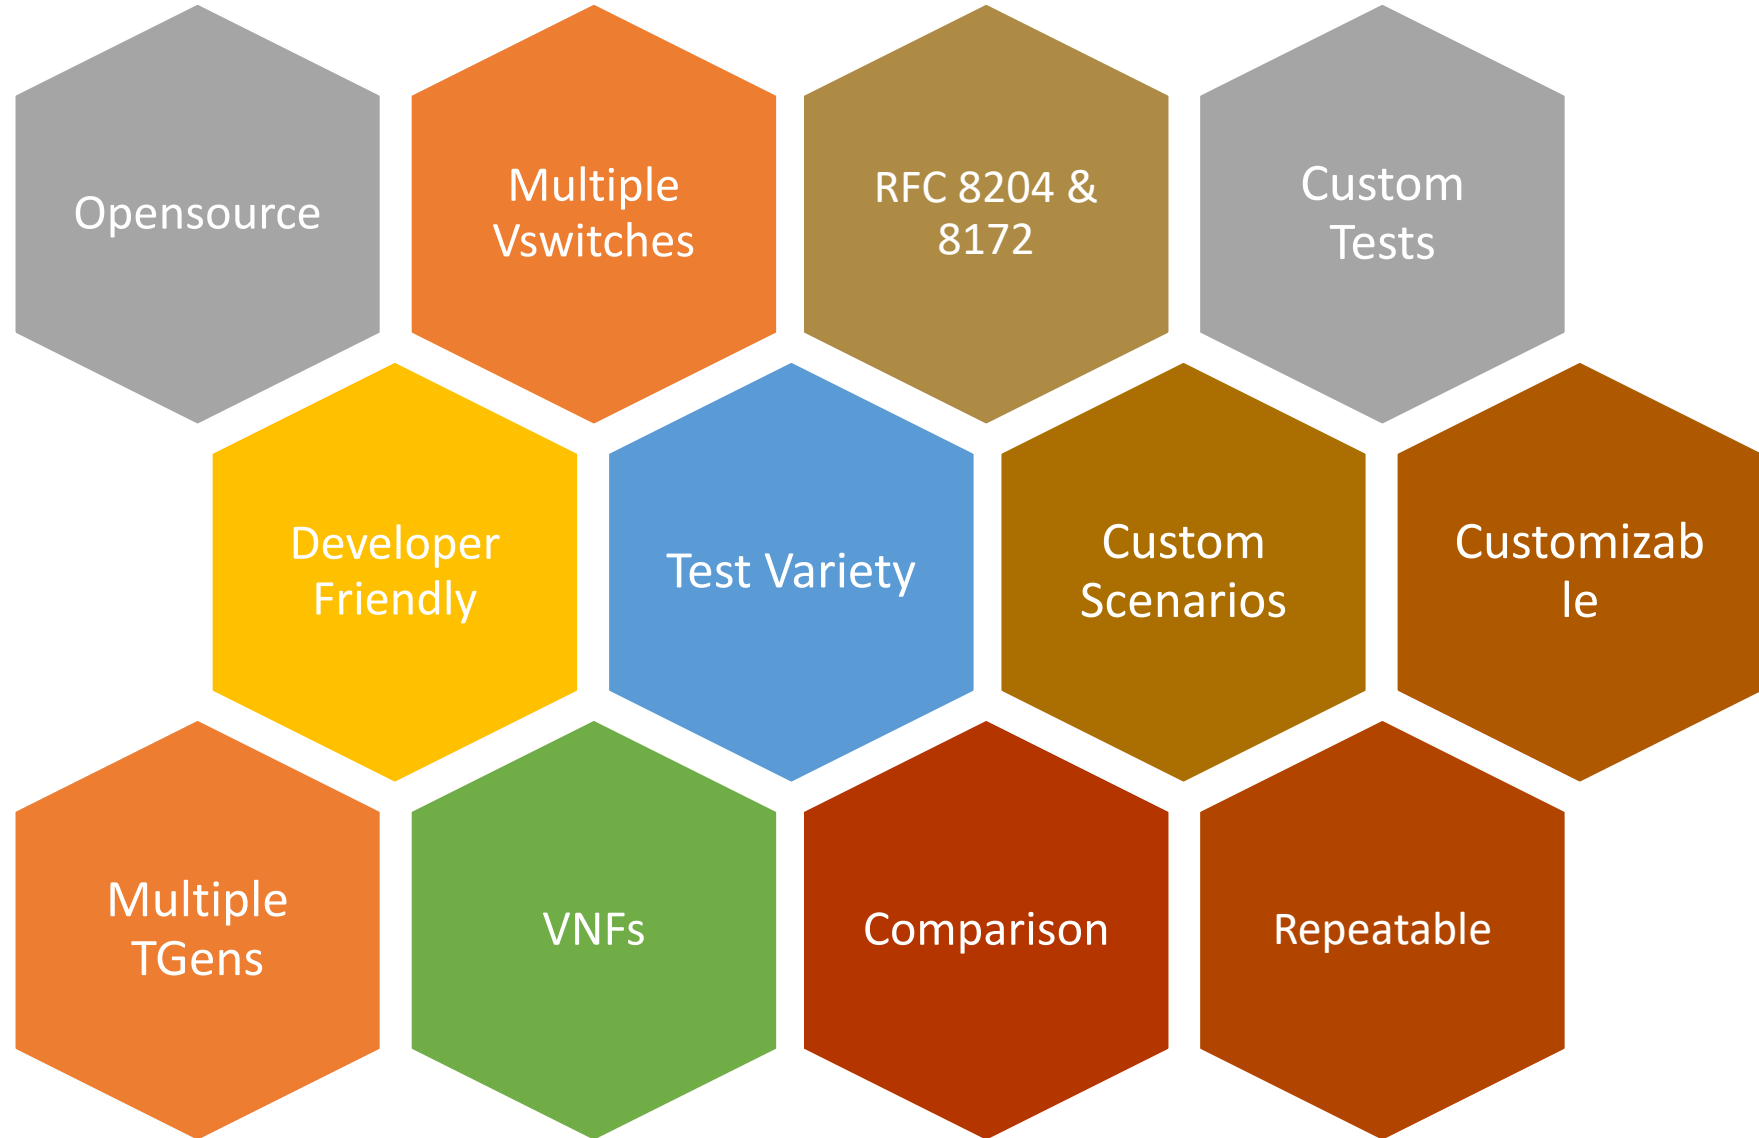 Opensource
Multiple
Vswitches
RFC 8204 &
8172
Custom
Tests
Developer
Friendly
Test Variety
Custom
Scenarios
Customizab
le
Multiple
TGens
VNFs
Comparison
Repeatable